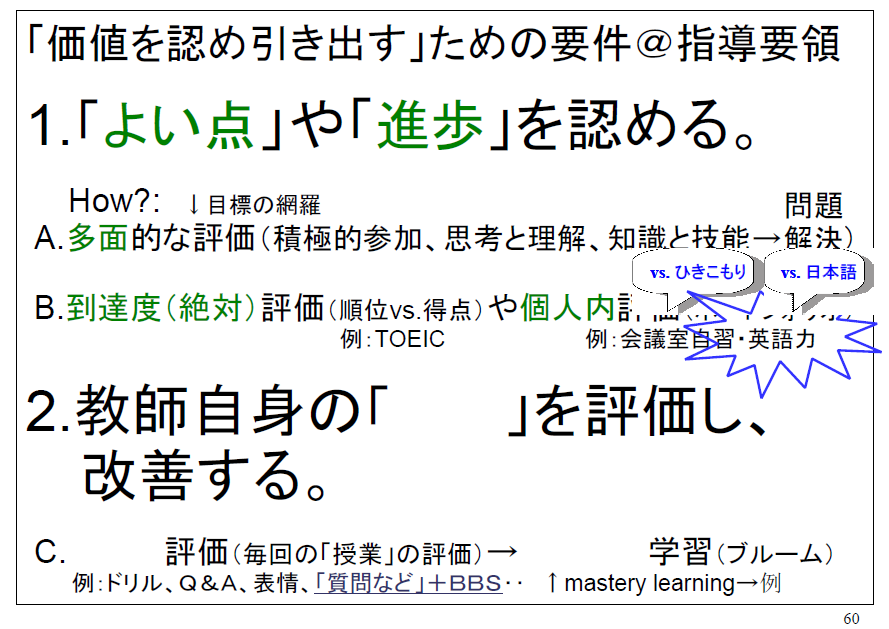 「価値を認め引き出す」ための要件＠指導要領
1.「よい点」や「進歩」を認める。
How?: ↓目標の網羅 問題
A.多面的な評価（積極的参加、思考と理解、知識と技能→解決）
vs. ひきこもり vs. 日本語
B.到達度（絶対）評価（順位vs.得点）や個人内評価
例：TOEIC 例：会議室自習・英語力
2.教師自身の「 」を評価し、
改善する。
C. 評価（毎回の「授業」の評価）→ 学習（ブルーム）
例：ドリル、Ｑ＆Ａ、表情、「質問など」＋ＢＢＳ‥ ↑mastery learning→例
60